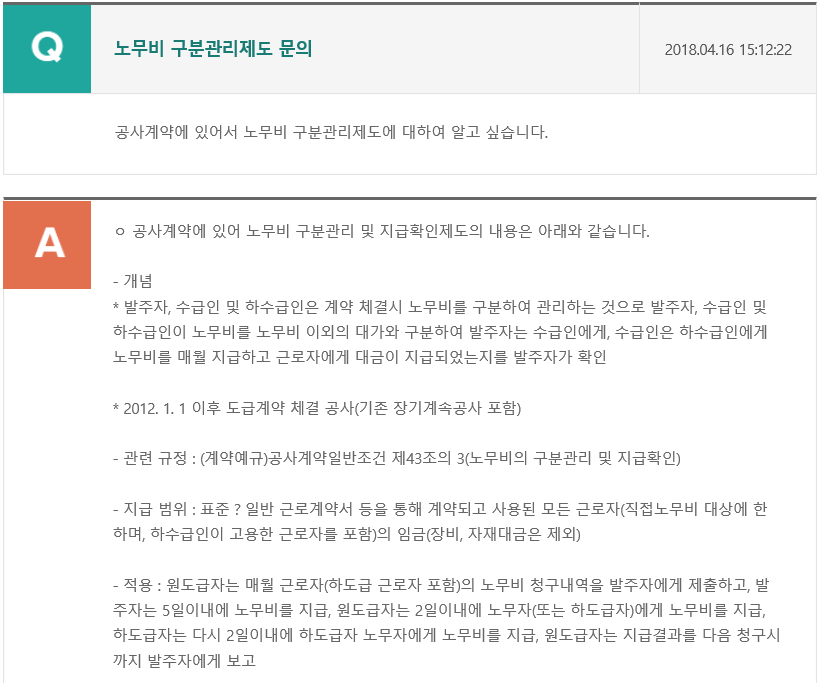 Q
노무비 구분관리제도 문의
2018.04.16 15:12:22
공사계약에 있어서 노무비 구분관리제도에 대하여 알고 싶습니다.
A
ㅇ 공사계약에 있어 노무비 구분관리 및 지급확인제도의 내용은 아래와 같습니다.
- 개념
* 발주자, 수급인 및 하수급인은 계약 체결시 노무비를 구분하여 관리하는 것으로 발주자, 수급인 및
하수급인이 노무비를 노무비 이외의 대가와 구분하여 발주자는 수급인에게, 수급인은 하수급인에게
노무비를 매월 지급하고 근로자에게 대금이 지급되었는지를 발주자가 확인
* 2012. 1. 1 이후 도급계약 체결 공사(기존 장기계속공사 포함)
- 관련 규정 : (계약예규)공사계약일반조건 제43조의 3(노무비의 구분관리 및 지급확인)
- 지급 범위 : 표준 ? 일반 근로계약서 등을 통해 계약되고 사용된 모든 근로자(직접노무비 대상에 한
하며, 하수급인이 고용한 근로자를 포함)의 임금(장비, 자재대금은 제외)
- 적용 : 원도급자는 매월 근로자(하도급 근로자 포함)의 노무비 청구내역을 발주자에게 제출하고, 발
주자는 5일이내에 노무비를 지급, 원도급자는 2일이내에 노무자(또는 하도급자)에게 노무비를 지급,
하도급자는 다시 2일이내에 하도급자 노무자에게 노무비를 지급, 원도급자는 지급결과를 다음 청구시
까지 발주자에게 보고